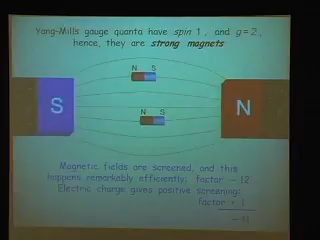 Yang-Mills gauge quanta have spin 1, and g=2,
hence, they are strong magnets
N S
N S
S N
Magnetic fields are screened, and this
happens remarkably efficiently: factor - 12
Electric charge gives positive screening:
factor + 1
-11